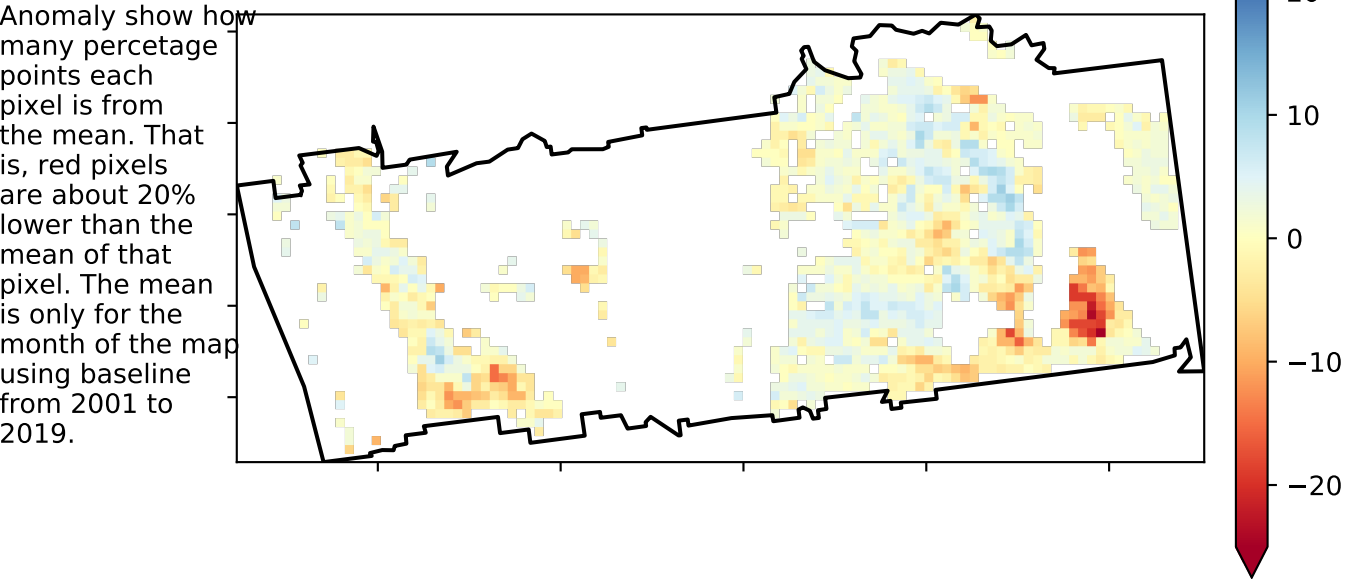 Anomaly show how
many percetage
points each
pixel is from
the mean. That
is, red pixels
are about 20%
lower than the
mean of that
pixel. The mean
is only for the
month of the map
using baseline
from 2001 to
2019.
10
0
−10
−20